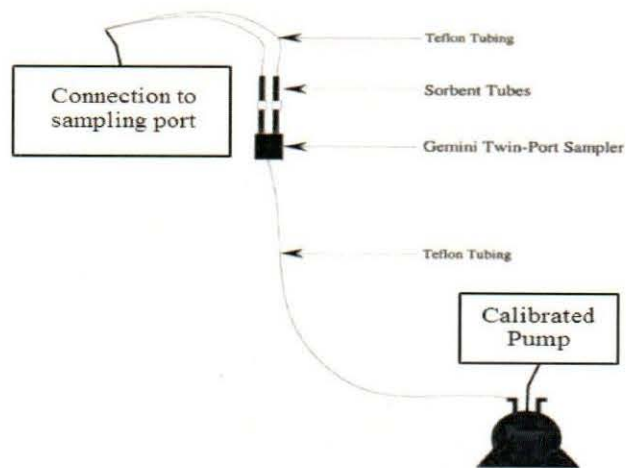 Teflon Tubing
Connection to
sampling port
Sorbent Tubes
Gemini Twin-Port Sampler
Teflon Tubing
Calibrated
Pump